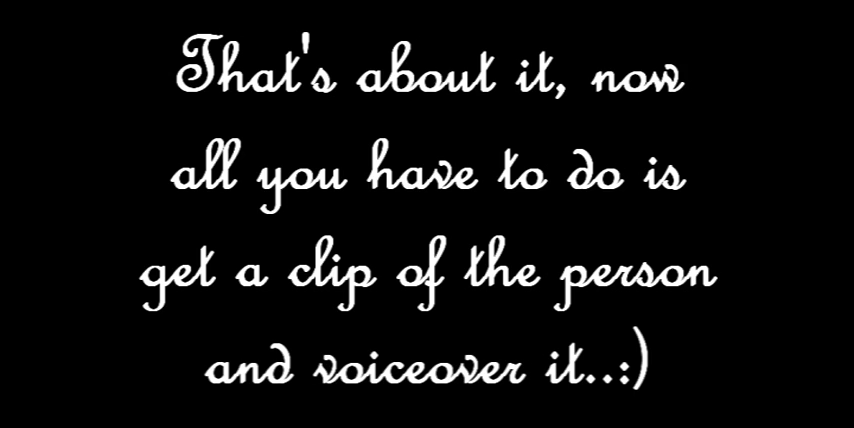 That's about it, now
all you have to do is
get a clip of the person
and voiceover it..:)